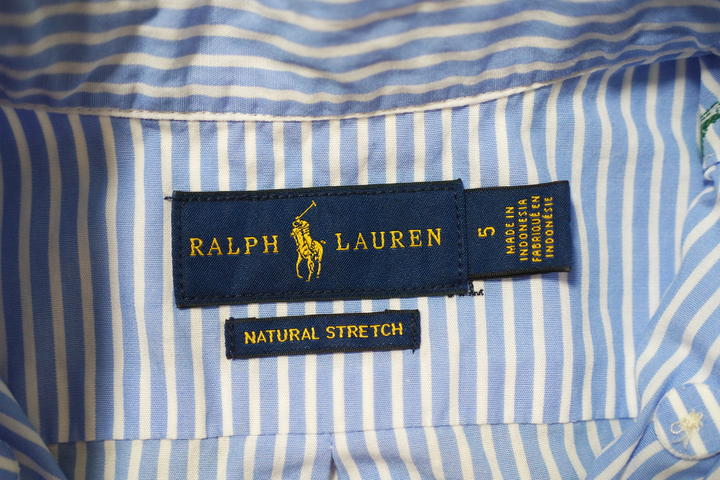 RALPH LAUREN
5
MADE IN
INDONESIA
FABRIQUÉ EN
INDONÉSIE
NATURAL STRETCH